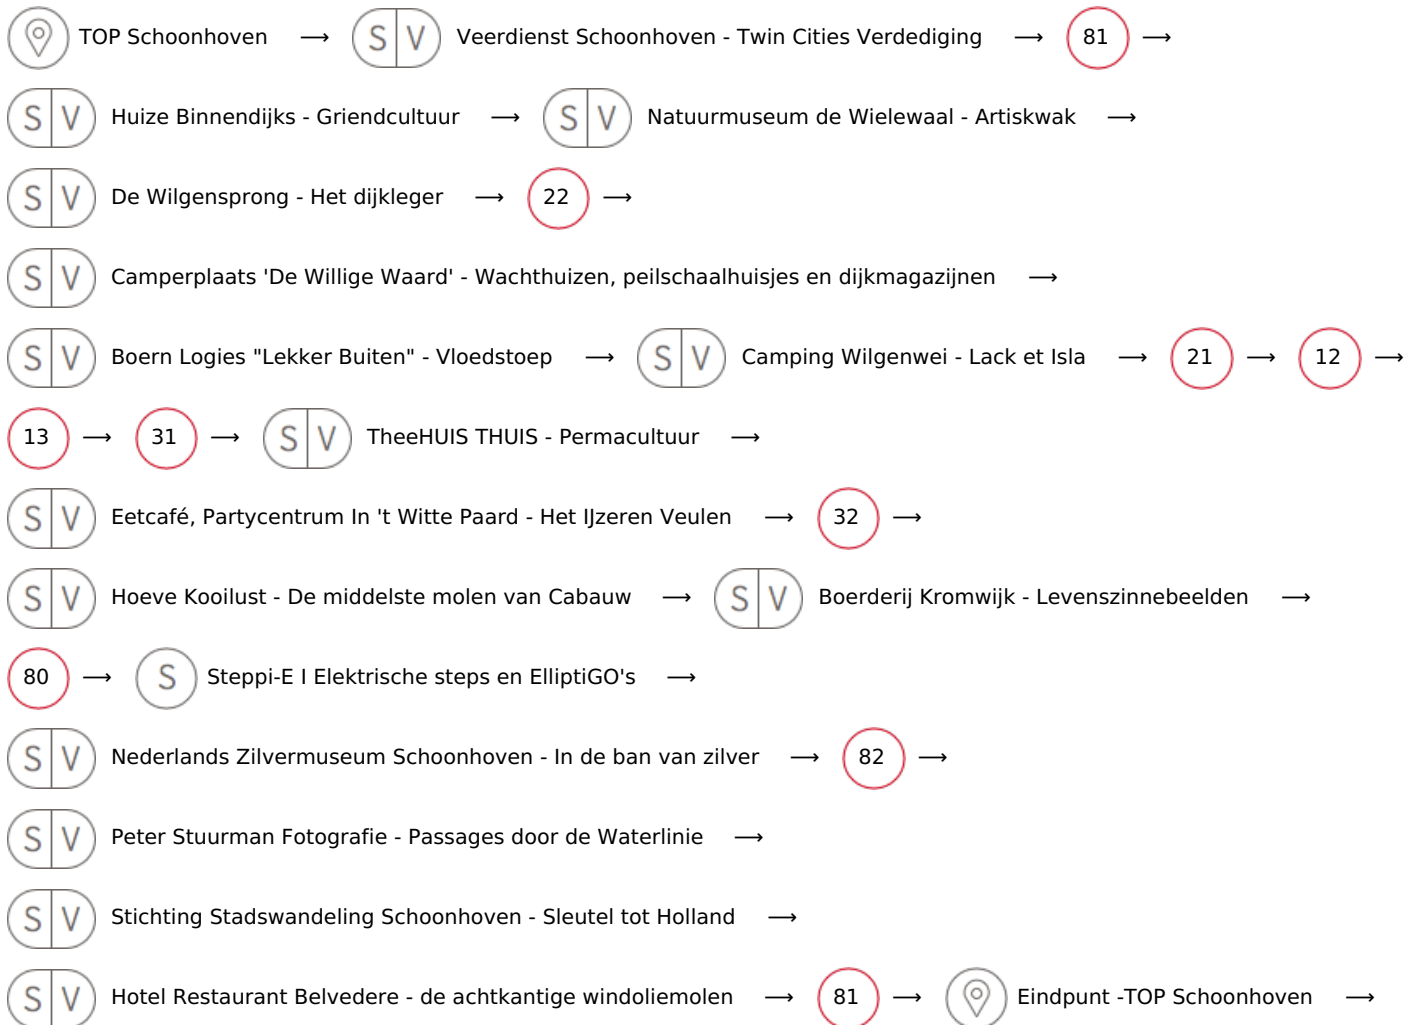 TOP Schoonhoven → S V Veerdienst Schoonhoven - Twin Cities Verdediging → 81 →
S V Huize Binnendijks - Griendcultuur → S V Natuurmuseum de Wielewaal - Artiskwak →
S V De Wilgensprong - Het dijkleger → 22 →
S V Camperplaats 'De Willige Waard' - Wachthuizen, peilschaalhuisjes en dijkmagazijnen →
S V Boern Logies "Lekker Buiten" - Vloedstoep → S V Camping Wilgenwei - Lack et Isla → 21 → 12 →
13 → 31 → S V TheeHUIS THUIS - Permacultuur →
S V Eetcafé, Partycentrum In 't Witte Paard - Het IJzeren Veulen → 32 →
S V Hoeve Kooilust - De middelste molen van Cabauw → S V Boerderij Kromwijk - Levenszinnebeelden →
80 → S Steppi-E I Elektrische steps en ElliptiGO's →
S V Nederlands Zilvermuseum Schoonhoven - In de ban van zilver → 82 →
S V Peter Stuurman Fotografie - Passages door de Waterlinie →
S V Stichting Stadswandeling Schoonhoven - Sleutel tot Holland →
S V Hotel Restaurant Belvedere - de achtkantige windoliemolen → 81 → Eindpunt -TOP Schoonhoven →